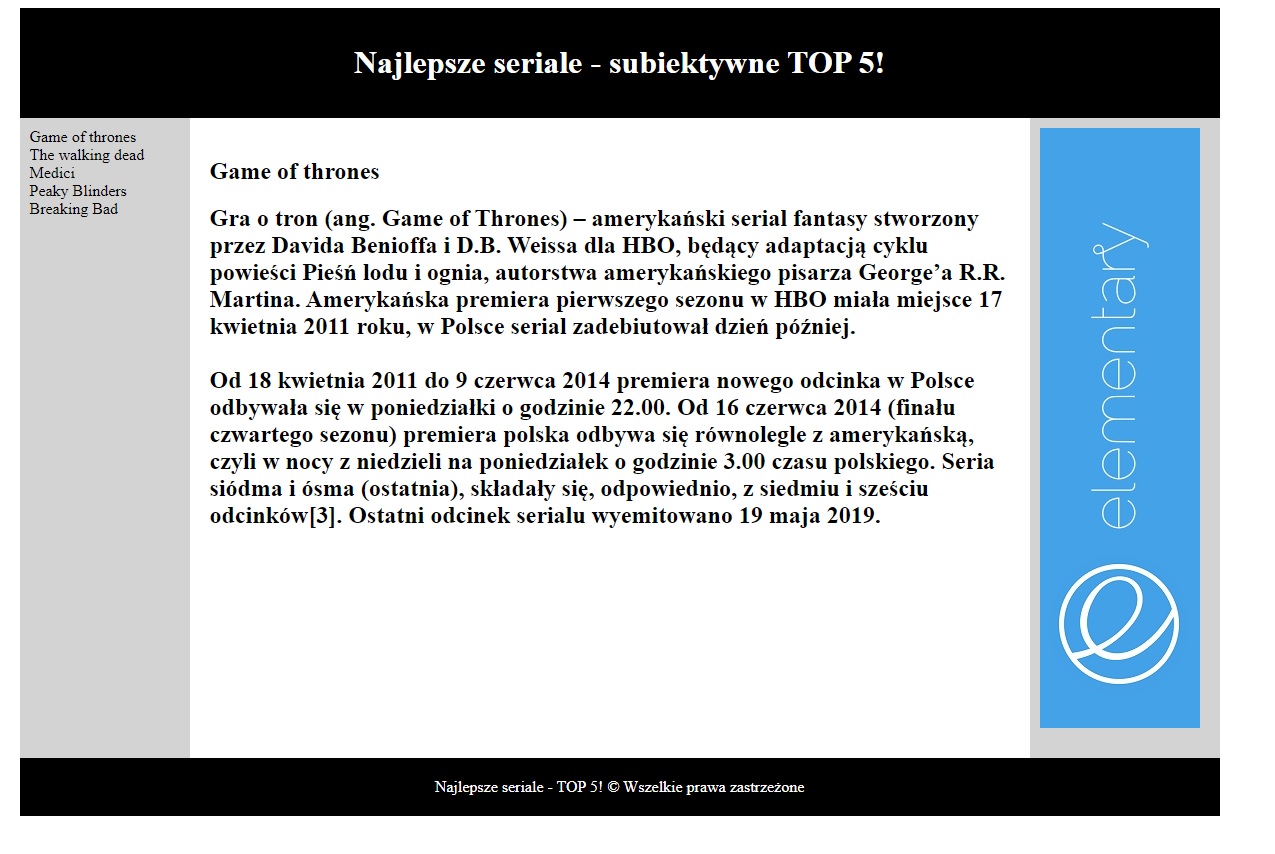 Najlepsze seriale - subiektywne TOP 5!
Game of thrones
The walking dead
Medici
Peaky Blinders
Breaking Bad
Game of thrones
Gra o tron (ang. Game of Thrones) – amerykański serial fantasy stworzony
przez Davida Benioffa i D.B. Weissa dla HBO, będący adaptacją cyklu
powieści Pieśń lodu i ognia, autorstwa amerykańskiego pisarza George’a R.R.
Martina. Amerykańska premiera pierwszego sezonu w HBO miała miejsce 17
kwietnia 2011 roku, w Polsce serial zadebiutował dzień później.
Od 18 kwietnia 2011 do 9 czerwca 2014 premiera nowego odcinka w Polsce
odbywała się w poniedziałki o godzinie 22.00. Od 16 czerwca 2014 (finału
czwartego sezonu) premiera polska odbywa się równolegle z amerykańską,
czyli w nocy z niedzieli na poniedziałek o godzinie 3.00 czasu polskiego. Seria
siódma i ósma (ostatnia), składały się, odpowiednio, z siedmiu i sześciu
odcinków[3]. Ostatni odcinek serialu wyemitowano 19 maja 2019.
elementary
e
Najlepsze seriale - TOP 5! © Wszelkie prawa zastrzeżone